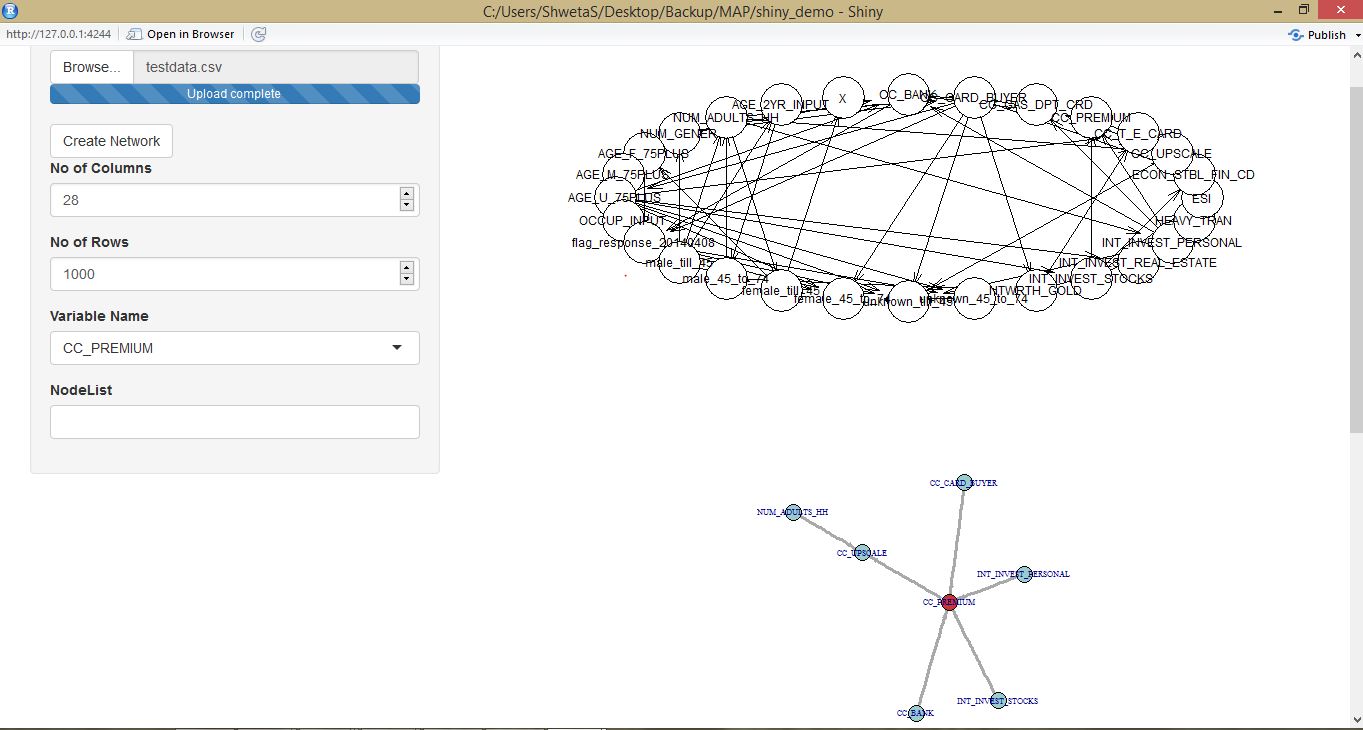 C:/Users/ShwetaS/Desktop/Backup/MAP/shiny_demo - Shiny
http://127.0.0.1:4244
Open in Browser
Publish
Browse...
testdata.csv
Upload complete
Create Network
No of Columns
28
No of Rows
1000
Variable Name
CC_PREMIUM
NodeList
X
CC_BANK
CC_CARD_BUYER
CC_GAS_DPT_CRD
CC_PREMIUM
CC_T_E_CARD
CC_UPSCALE
ECON_STBL_FIN_CD
ESI
HEAVY_TRAN
INT_INVEST_PERSONAL
INT_INVEST_REAL_ESTATE
INT_INVEST_STOCKS
NTWRTH_GOLD
unknown_45_to_74
unknown_till_45
female_45_to_74
female_till_45
male_45_to_74
male_till_45
flag_response_20140408
OCCUP_INPUT
AGE_U_75PLUS
AGE_M_75PLUS
AGE_F_75PLUS
NUM_GENER
NUM_ADULTS_HH
AGE_2YR_INPUT
CC_CARD_BUYER
NUM_ADULTS_HH
CC_UPSCALE
INT_INVEST_PERSONAL
CC_PREMIUM
INT_INVEST_STOCKS
CC_BANK